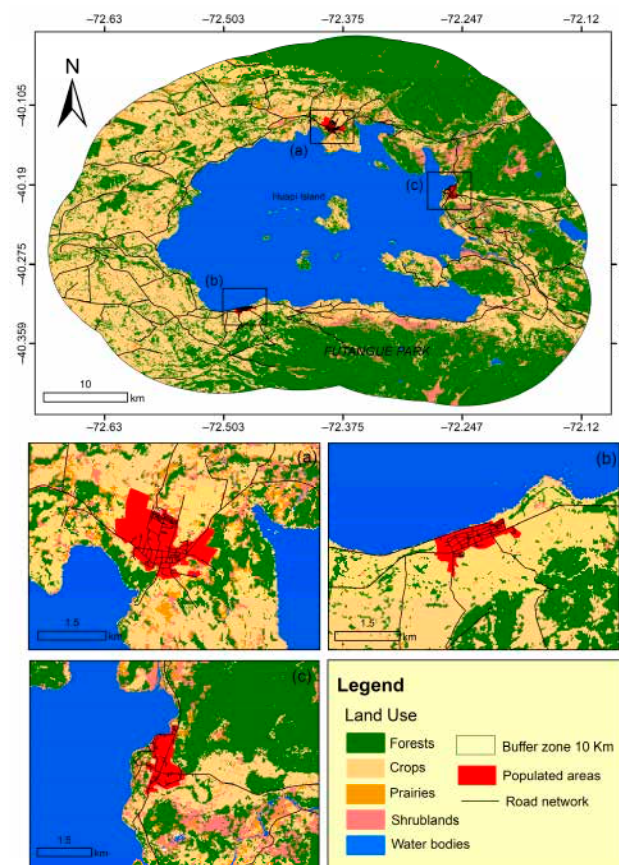 −72.63 −72.503 −72.375 −72.247 −72.12
N
−40.105
−40.19
−40.275
−40.359
(a)
(c)
Huapi Island
(b)
FUTANGUE PARK
10
km
−72.63 −72.503 −72.375 −72.247 −72.12
(a)
1.5
km
(b)
1.5
km
(c)
1.5
km
Legend
Land Use
Forests
Crops
Prairies
Shrublands
Water bodies
Buffer zone 10 Km
Populated areas
Road network